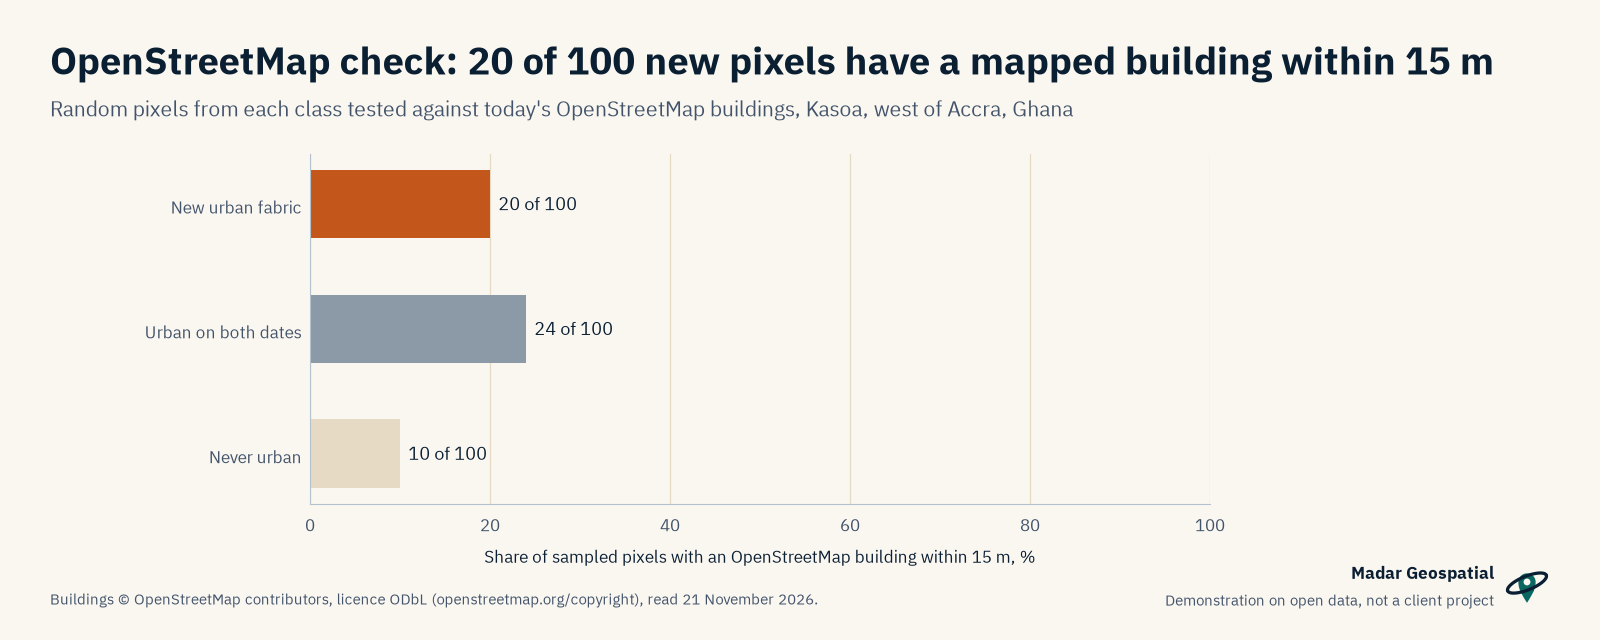 OpenStreetMap check: 20 of 100 new pixels have a mapped building within 15 m
Random pixels from each class tested against today's OpenStreetMap buildings, Kasoa, west of Accra, Ghana
New urban fabric
20 of 100
Urban on both dates
24 of 100
Never urban
10 of 100
0 20 40 60 80 100
Share of sampled pixels with an OpenStreetMap building within 15 m, %
Madar Geospatial
Buildings © OpenStreetMap contributors, licence ODbL (openstreetmap.org/copyright), read 21 November 2026.
Demonstration on open data, not a client project